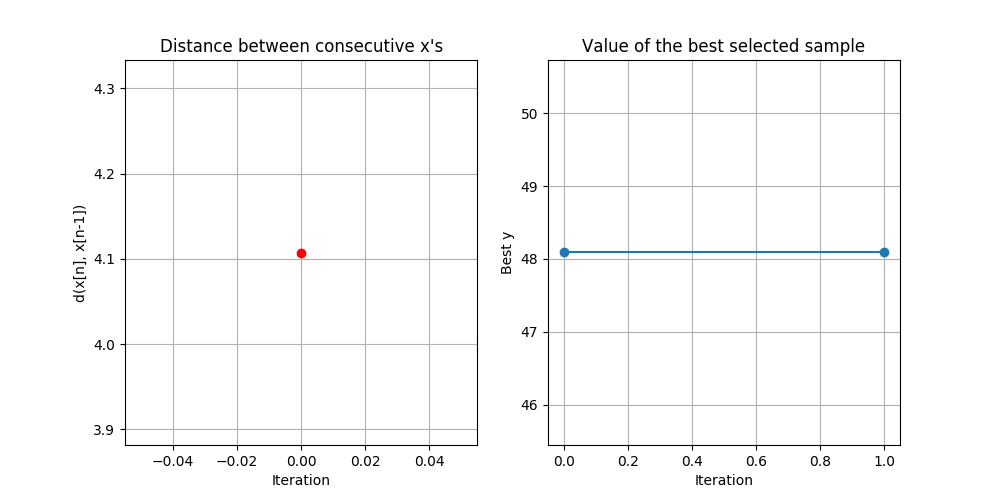 Distance between consecutive x's
4.3
4.2
4.1
4.0
3.9
d(x[n], x[n-1])
−0.04 −0.02 0.00 0.02 0.04
Iteration
Value of the best selected sample
50
49
48
47
46
Best y
0.0 0.2 0.4 0.6 0.8 1.0
Iteration